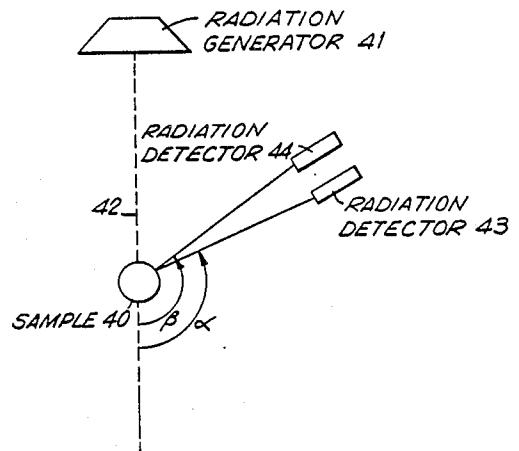 RADIATION
GENERATOR 41
RADIATION
DETECTOR 44
42
RADIATION
DETECTOR 43
SAMPLE 40
β
α